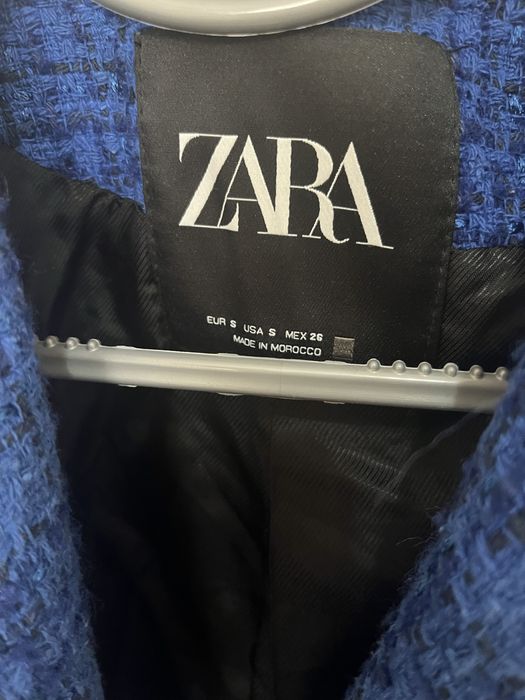 ZARA
EUR S USA S MEX 26
MADE IN MOROCCO